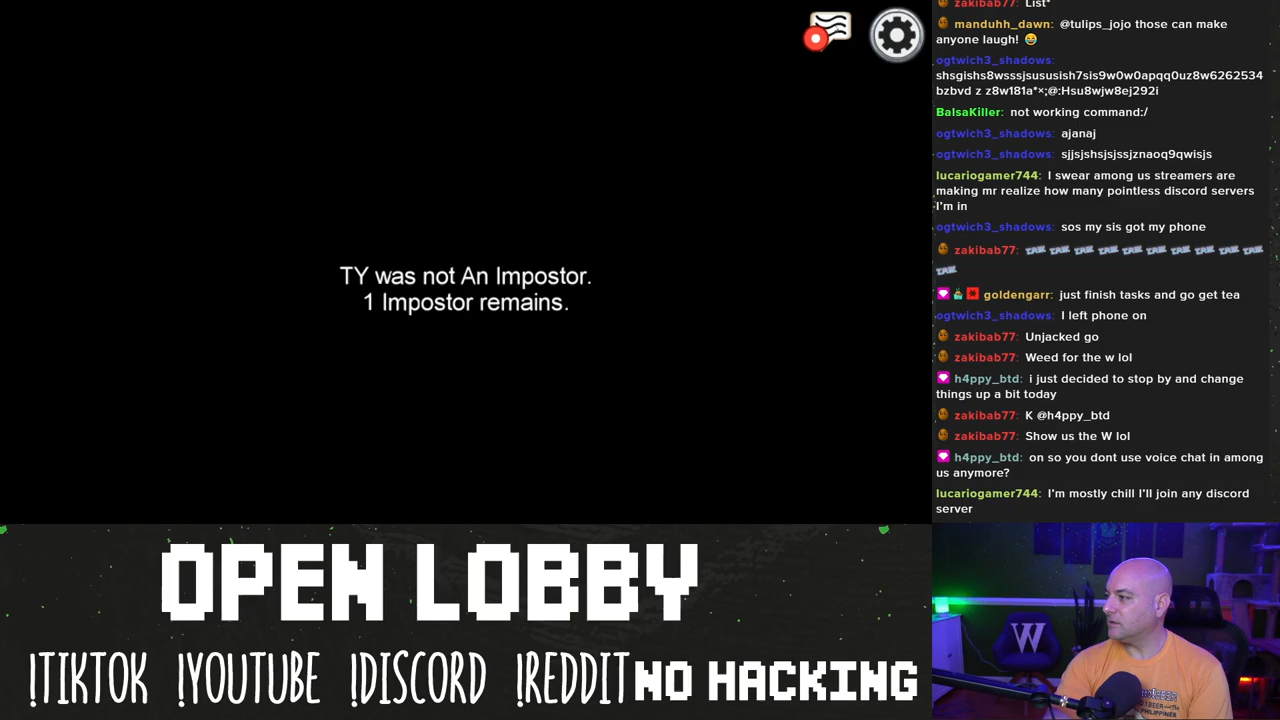 TY was not An Impostor.
1 Impostor remains.
zakibab77: List*
manduhh_dawn: @tulips_jojo those can make
anyone laugh! 😂
ogtwich3_shadows:
shsgishs8wsssjsususish7sis9w0w0apqq0uz8w6262534
bzbvd z z8w181a*×;@:Hsu8wjw8ej292i
BalsaKiller: not working command:/
ogtwich3_shadows: ajanaj
ogtwich3_shadows: sjjsjshsjsjssjznaoq9qwisjs
lucariogamer744: I swear among us streamers are
making mr realize how many pointless discord servers
I'm in
ogtwich3_shadows: sos my sis got my phone
zakibab77:
goldengarr: just finish tasks and go get tea
ogtwich3_shadows: I left phone on
zakibab77: Unjacked go
zakibab77: Weed for the w lol
h4ppy_btd: i just decided to stop by and change
things up a bit today
zakibab77: K @h4ppy_btd
zakibab77: Show us the W lol
h4ppy_btd: on so you dont use voice chat in among
us anymore?
lucariogamer744: I'm mostly chill I'll join any discord
server
OPEN LOBBY
!TIKTOK !YOUTUBE !DISCORD !REDDIT NO HACKING
W
PHILIPPINES